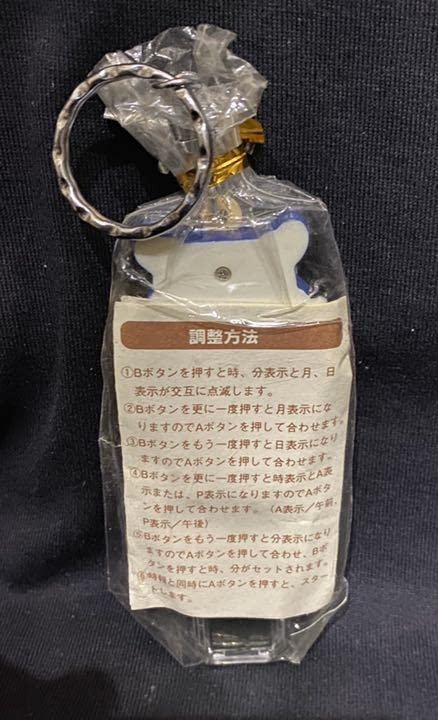 調整方法
①Bボタンを押すと時、分表示と月、日
表示が交互に点滅します。
②Bボタンを更に一度押すと月表示にな
りますのでAボタンを押して合わせます。
③Bボタンをもう一度押すと日表示になり
ますのでAボタンを押して合わせます。
④Bボタンを更に一度押すと時表示とA表
示または、P表示になりますのでAボタ
ンを押して合わせます。（A表示／午前、
P表示／午後）
⑤Bボタンをもう一度押すと分表示になり
ますのでAボタンを押して合わせ、Bボ
タンを押すと時、分がセットされます。
⑥時報と同時にAボタンを押すと、スター
トします。